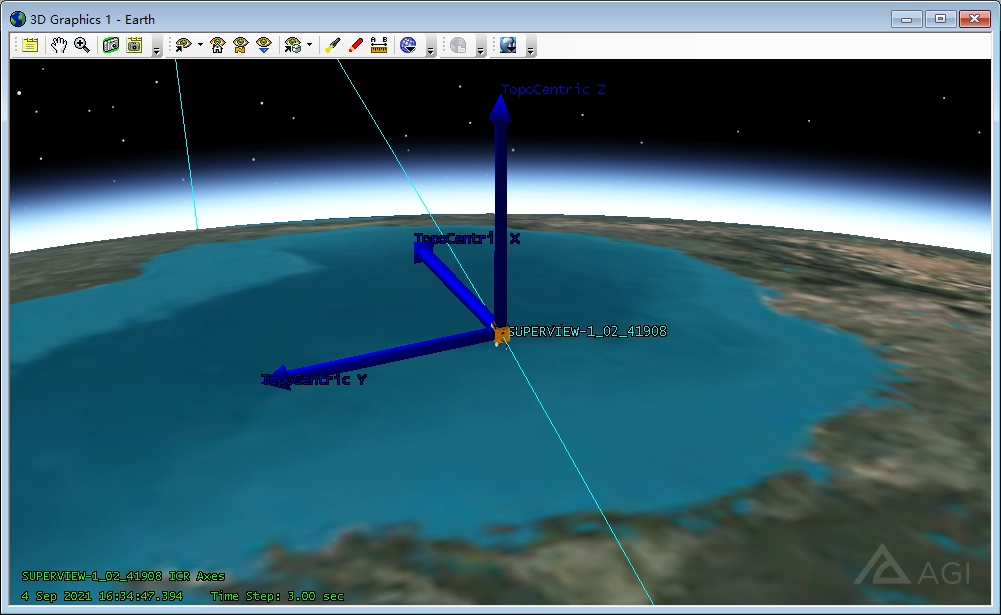 3D Graphics 1 - Earth
A B
TopoCentric Z
TopoCentric X
SUPERVIEW-1_02_41908
TopoCentric Y
SUPERVIEW-1_02_41908 ICR Axes
4 Sep 2021 16:34:47.394 Time Step: 3.00 sec
AGI